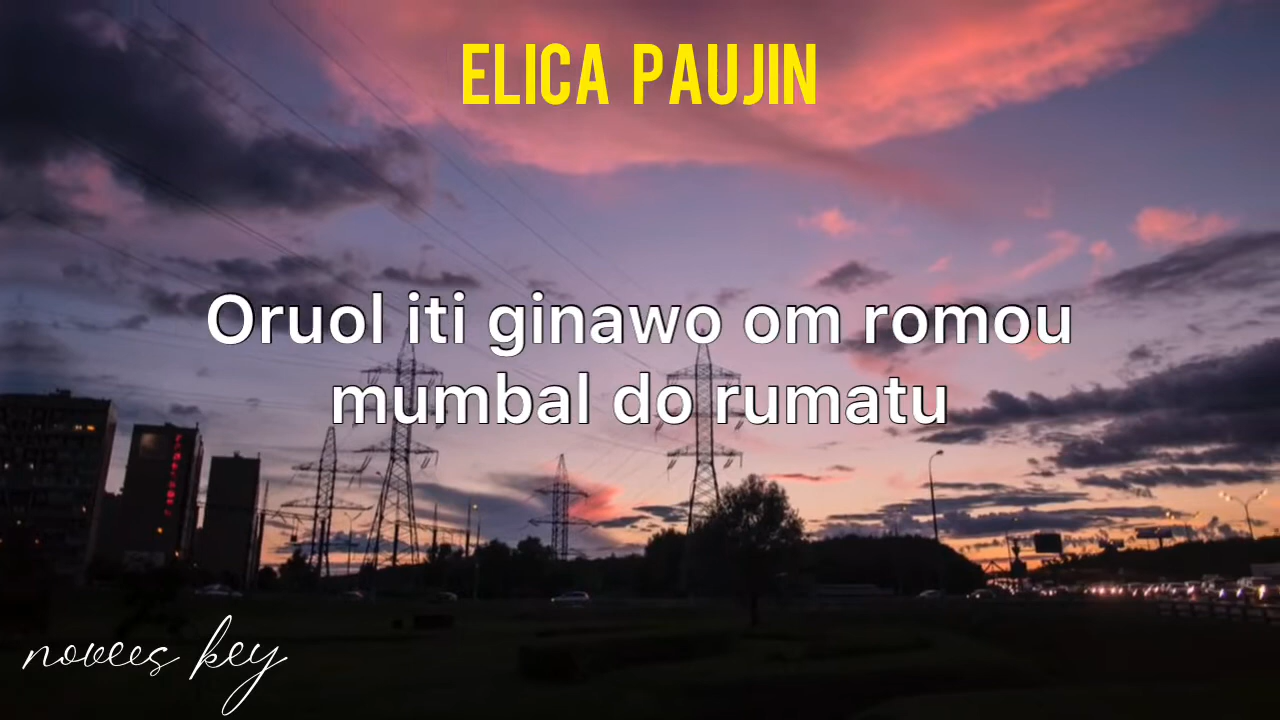 ELICA PAUJIN
Oruol iti ginawo om romou
mumbal do rumatu
novees key